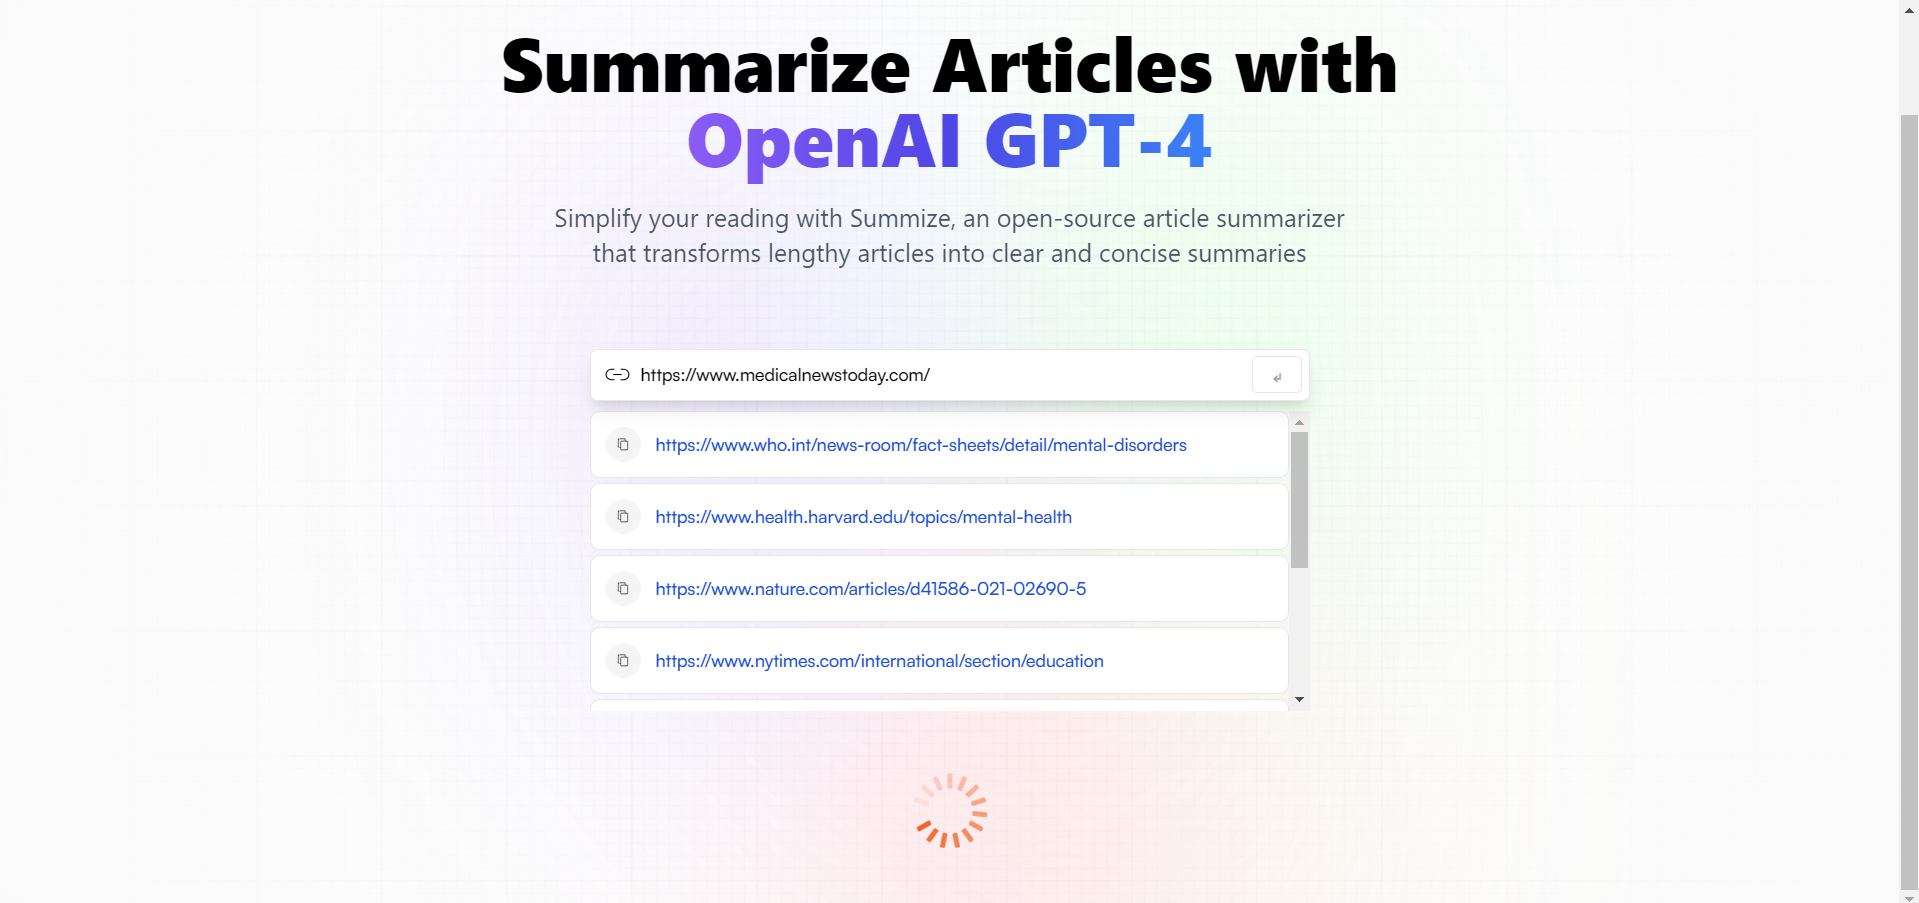 Summarize Articles with
OpenAI GPT-4
Simplify your reading with Summize, an open-source article summarizer
that transforms lengthy articles into clear and concise summaries
https://www.medicalnewstoday.com/
https://www.who.int/news-room/fact-sheets/detail/mental-disorders
https://www.health.harvard.edu/topics/mental-health
https://www.nature.com/articles/d41586-021-02690-5
https://www.nytimes.com/international/section/education